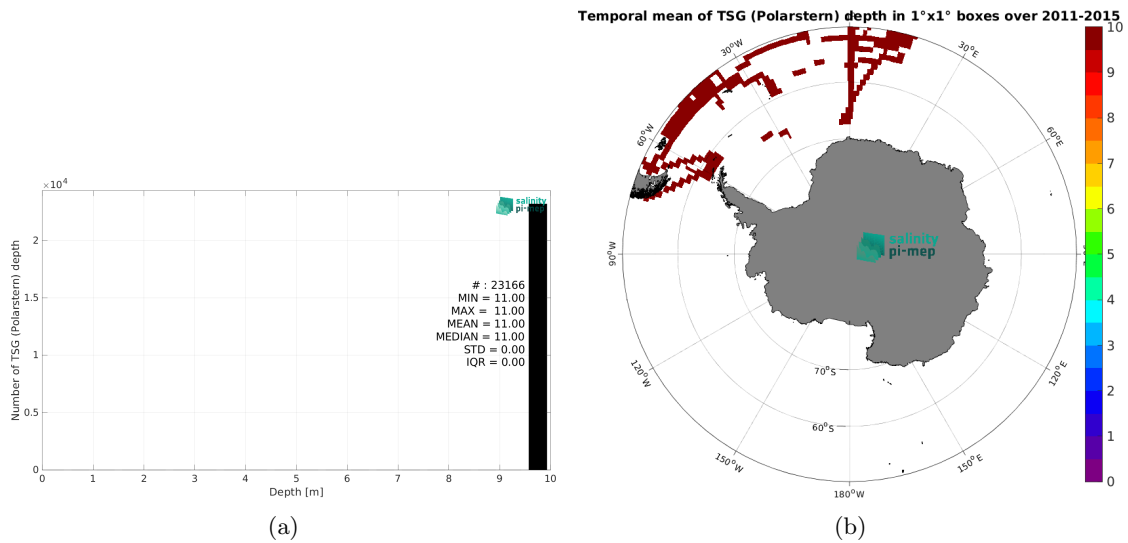 ×10⁴
2
1.5
1
0.5
0
Number of TSG (Polarstern) depth
salinity
pi-mep
# : 23166
MIN = 11.00
MAX = 11.00
MEAN = 11.00
MEDIAN = 11.00
STD = 0.00
IQR = 0.00
0 1 2 3 4 5 6 7 8 9 10
Depth [m]
(a)
Temporal mean of TSG (Polarstern) depth in 1°x1° boxes over 2011-2015
30°W
30°E
60°W
60°E
90°W
salinity
pi-mep
120°W
120°E
70°S
60°S
150°W
150°E
180°W
10
9
8
7
6
5
4
3
2
1
0
(b)